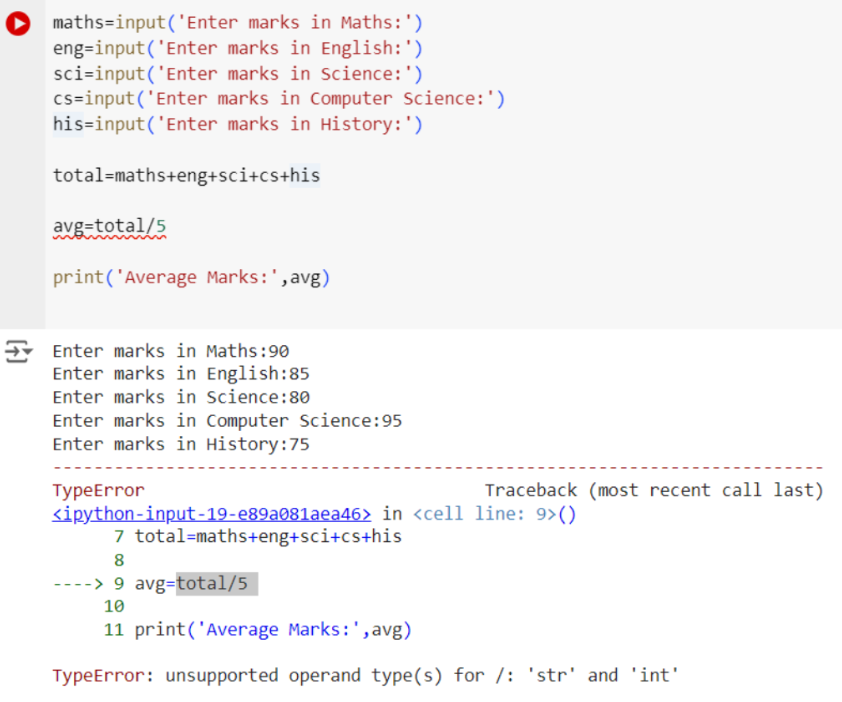 maths=input('Enter marks in Maths:')
eng=input('Enter marks in English:')
sci=input('Enter marks in Science:')
cs=input('Enter marks in Computer Science:')
his=input('Enter marks in History:')
total=maths+eng+sci+cs+his
avg=total/5
print('Average Marks:',avg)
Enter marks in Maths:90
Enter marks in English:85
Enter marks in Science:80
Enter marks in Computer Science:95
Enter marks in History:75
---------------------------------------------------------------------------
TypeError                                 Traceback (most recent call last)
<ipython-input-19-e89a081aea46> in <cell line: 9>()
      7 total=maths+eng+sci+cs+his
      8
----> 9 avg=total/5
     10
     11 print('Average Marks:',avg)
TypeError: unsupported operand type(s) for /: 'str' and 'int'